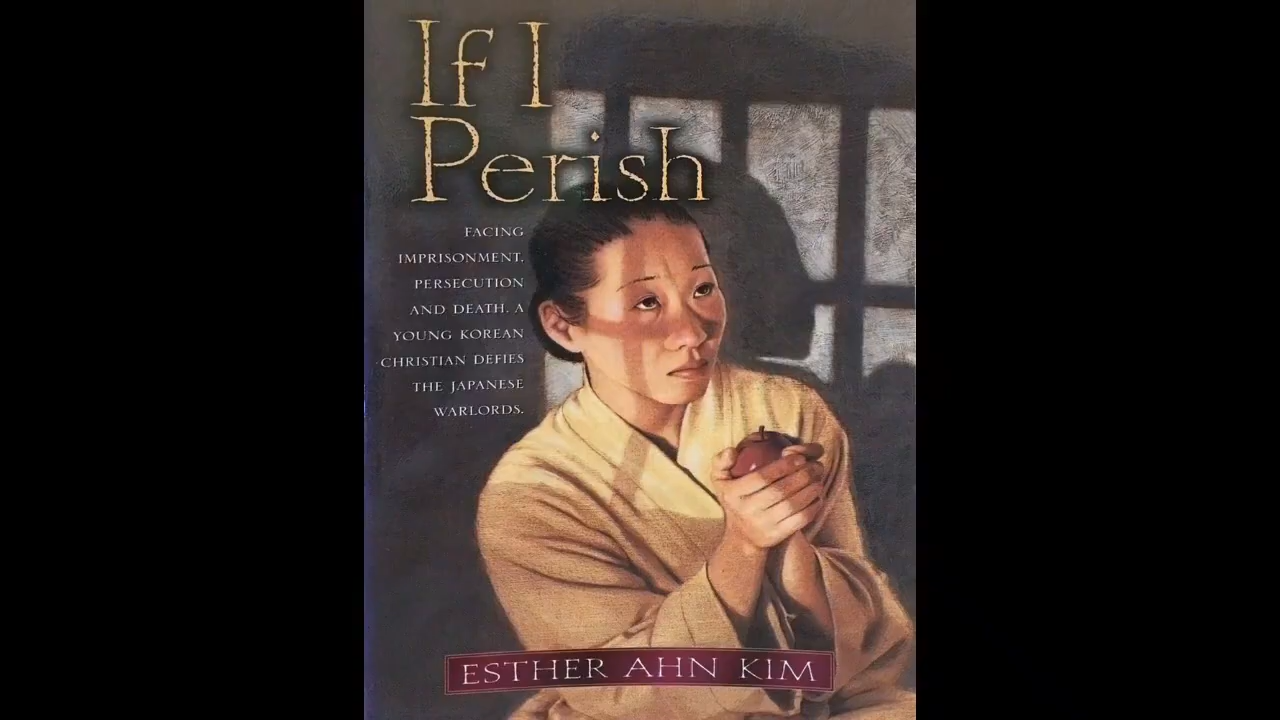 If I
Perish
FACING
IMPRISONMENT,
PERSECUTION
AND DEATH, A
YOUNG KOREAN
CHRISTIAN DEFIES
THE JAPANESE
WARLORDS.
ESTHER AHN KIM